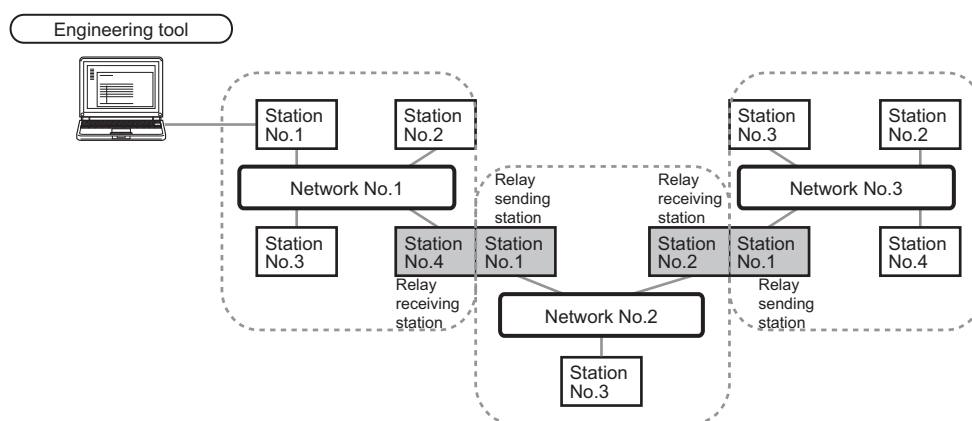 Engineering tool
Station
No.1
Station
No.2
Network No.1
Station
No.3
Station
No.4
Relay
receiving
station
Relay
sending
station
Station
No.1
Network No.2
Station
No.3
Relay
receiving
station
Station
No.2
Station
No.1
Relay
sending
station
Station
No.3
Station
No.2
Network No.3
Station
No.4